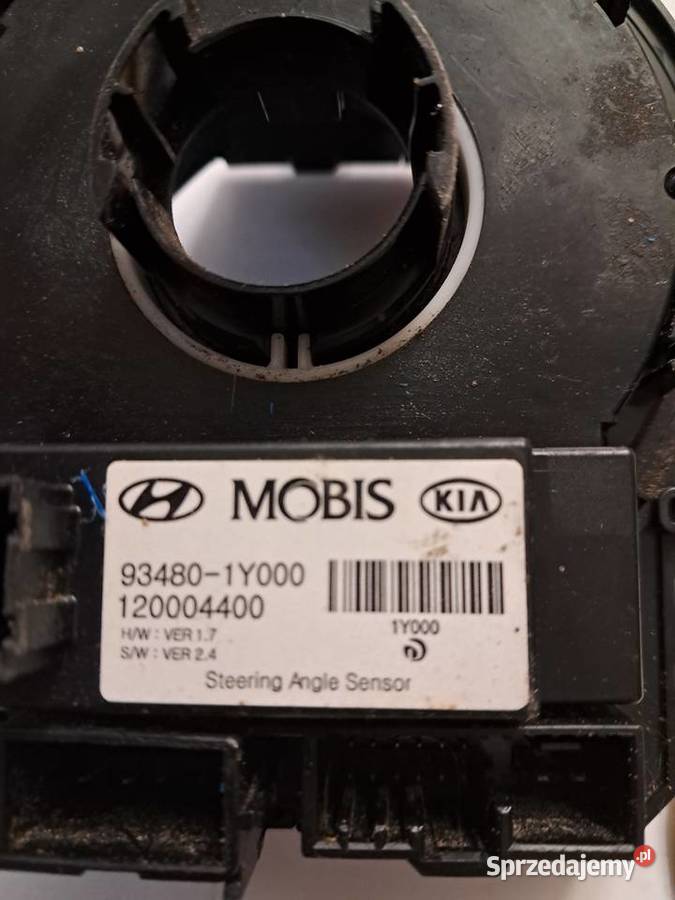 MOBIS KIA
93480-1Y000
120004400
H/W : VER 1.7
S/W : VER 2.4
1Y000
Steering Angle Sensor
Sprzedajemy.pl